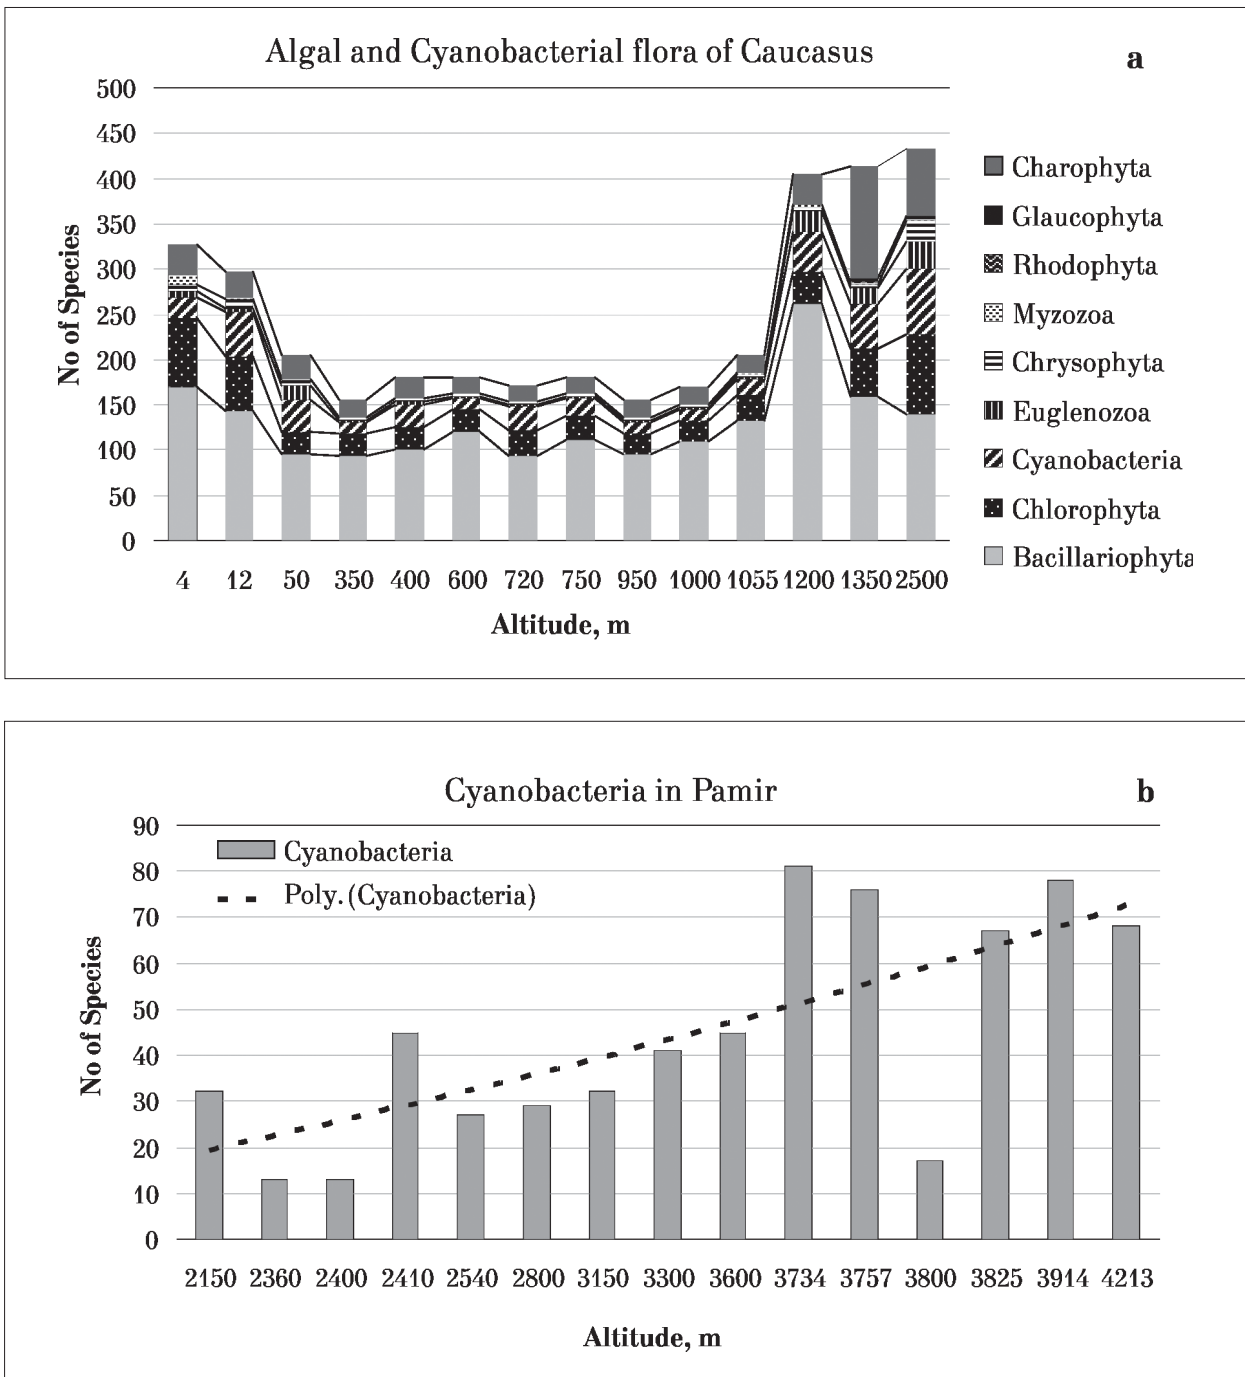 Algal and Cyanobacterial flora of Caucasus
a
500
450
400
350
300
250
200
150
100
50
0
No of Species
4 12 50 350 400 600 720 750 950 1000 1055 1200 1350 2500
Altitude, m
Charophyta
Glaucophyta
Rhodophyta
Myzozoa
Chrysophyta
Euglenozoa
Cyanobacteria
Chlorophyta
Bacillariophyta
Cyanobacteria in Pamir
b
90
80
70
60
50
40
30
20
10
0
No of Species
Cyanobacteria
Poly. (Cyanobacteria)
2150 2360 2400 2410 2540 2800 3150 3300 3600 3734 3757 3800 3825 3914 4213
Altitude, m